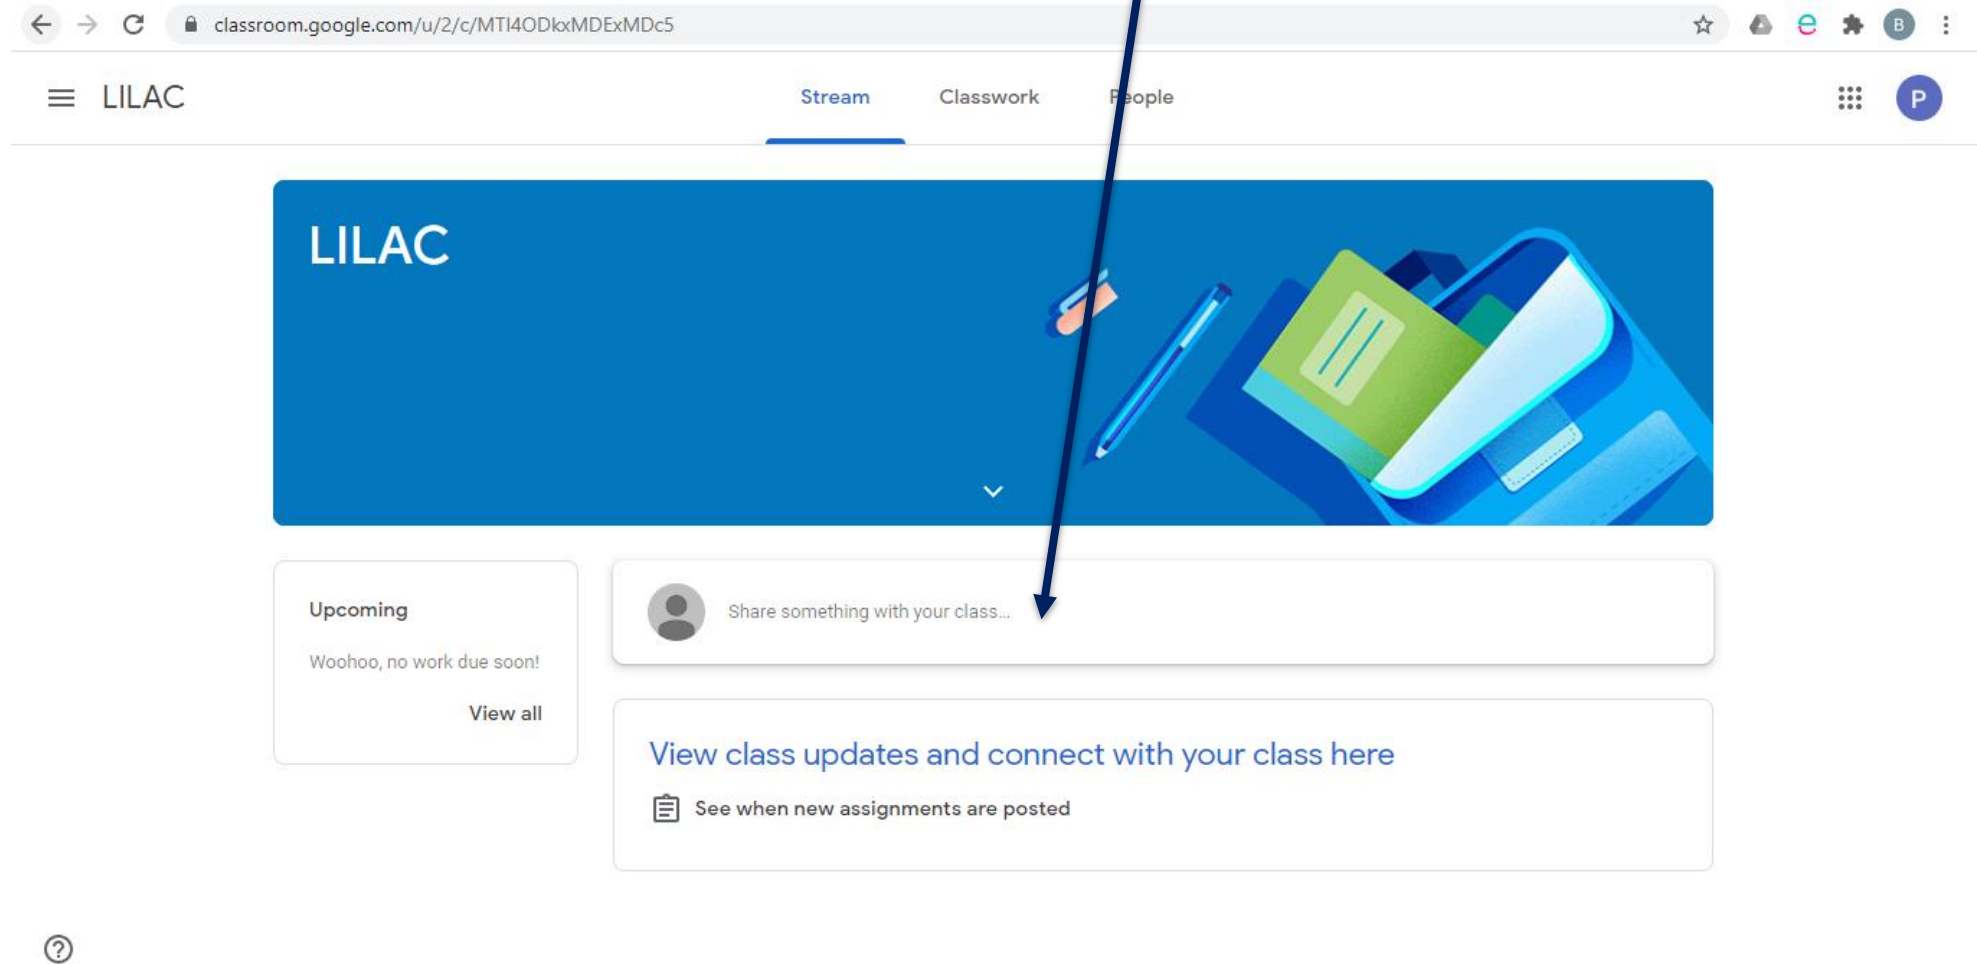 classroom.google.com/u/2/c/MTI4ODkxMDExMDc5
B
LILAC
Stream Classwork People
P
LILAC
Upcoming
Woohoo, no work due soon!
View all
Share something with your class...
View class updates and connect with your class here
See when new assignments are posted